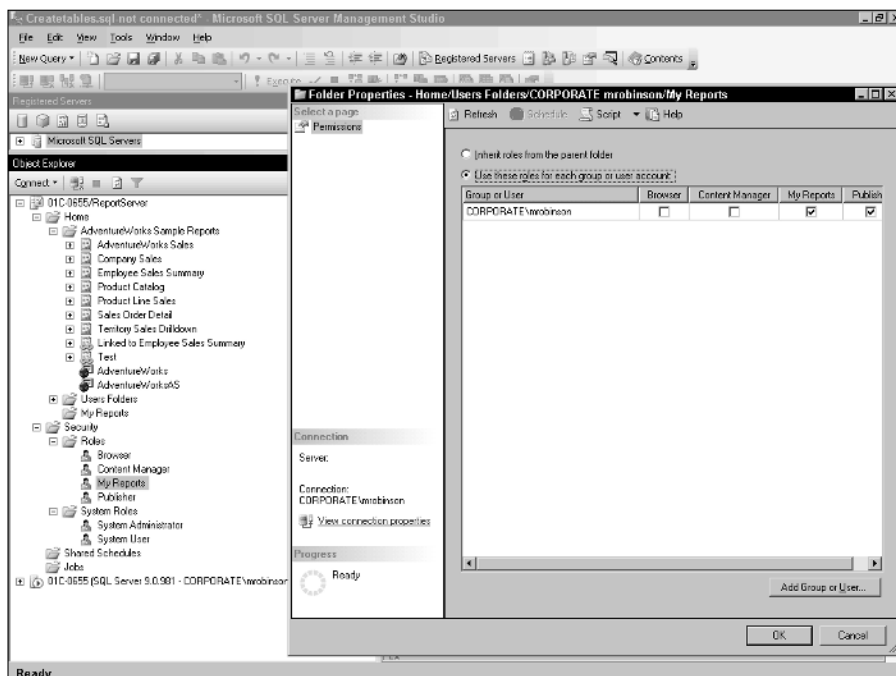 Createtables.sql not connected* - Microsoft SQL Server Management Studio
File Edit View Tools Window Help
New Query Registered Servers Contents
Registered Servers
Microsoft SQL Servers
Object Explorer
Connect
01C-0655/ReportServer
Home
AdventureWorks Sample Reports
AdventureWorks Sales
Company Sales
Employee Sales Summary
Product Catalog
Product Line Sales
Sales Order Detail
Territory Sales Drilldown
Linked to Employee Sales Summary
Test
AdventureWorks
AdventureWorksAS
Users Folders
My Reports
Security
Roles
Browser
Content Manager
My Reports
Publisher
System Roles
System Administrator
System User
Shared Schedules
Jobs
01C-0655 (SQL Server 9.0.981 - CORPORATE\mrobinson
Ready
Folder Properties - Home/Users Folders/CORPORATE mrobinson/My Reports
Select a page
Permissions
Refresh Schedule Script Help
Inherit roles from the parent folder
Use these roles for each group or user account:
Group or User Browser Content Manager My Reports Publish
CORPORATE\mrobinson
Connection
Server:
Connection:
CORPORATE\mrobinson
View connection properties
Progress
Ready
Add Group or User...
OK Cancel